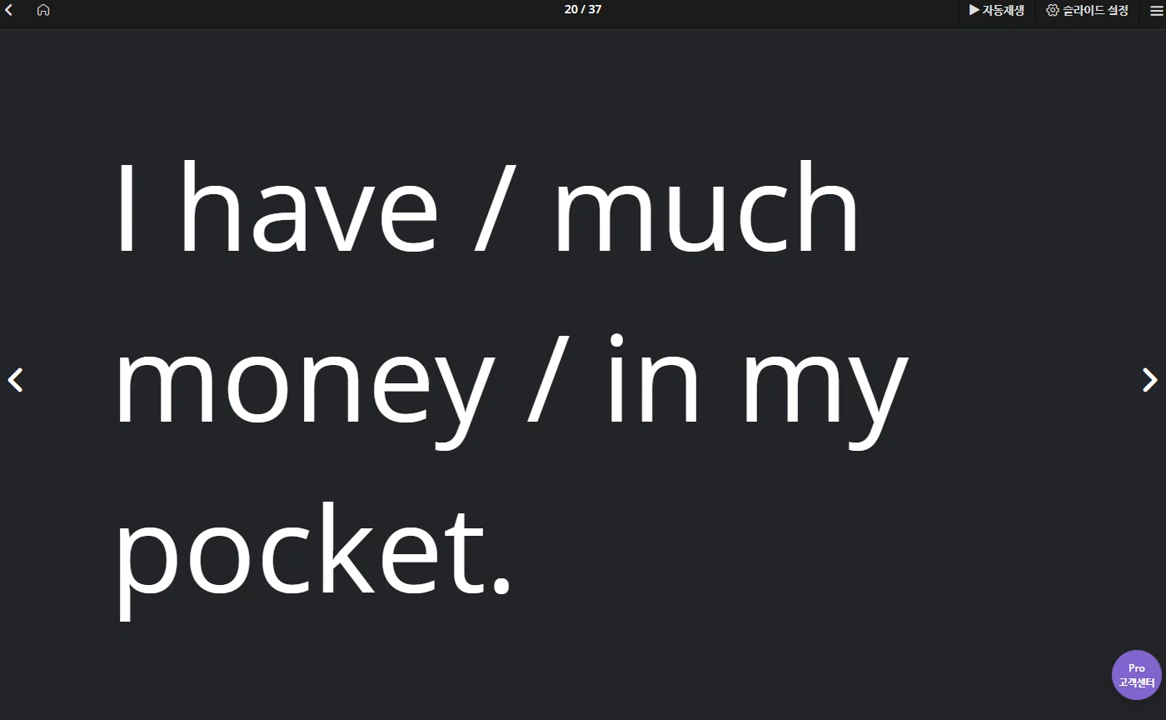 20 / 37
▶ 자동재생
슬라이드 설정
I have / much
money / in my
pocket.
Pro
고객센터